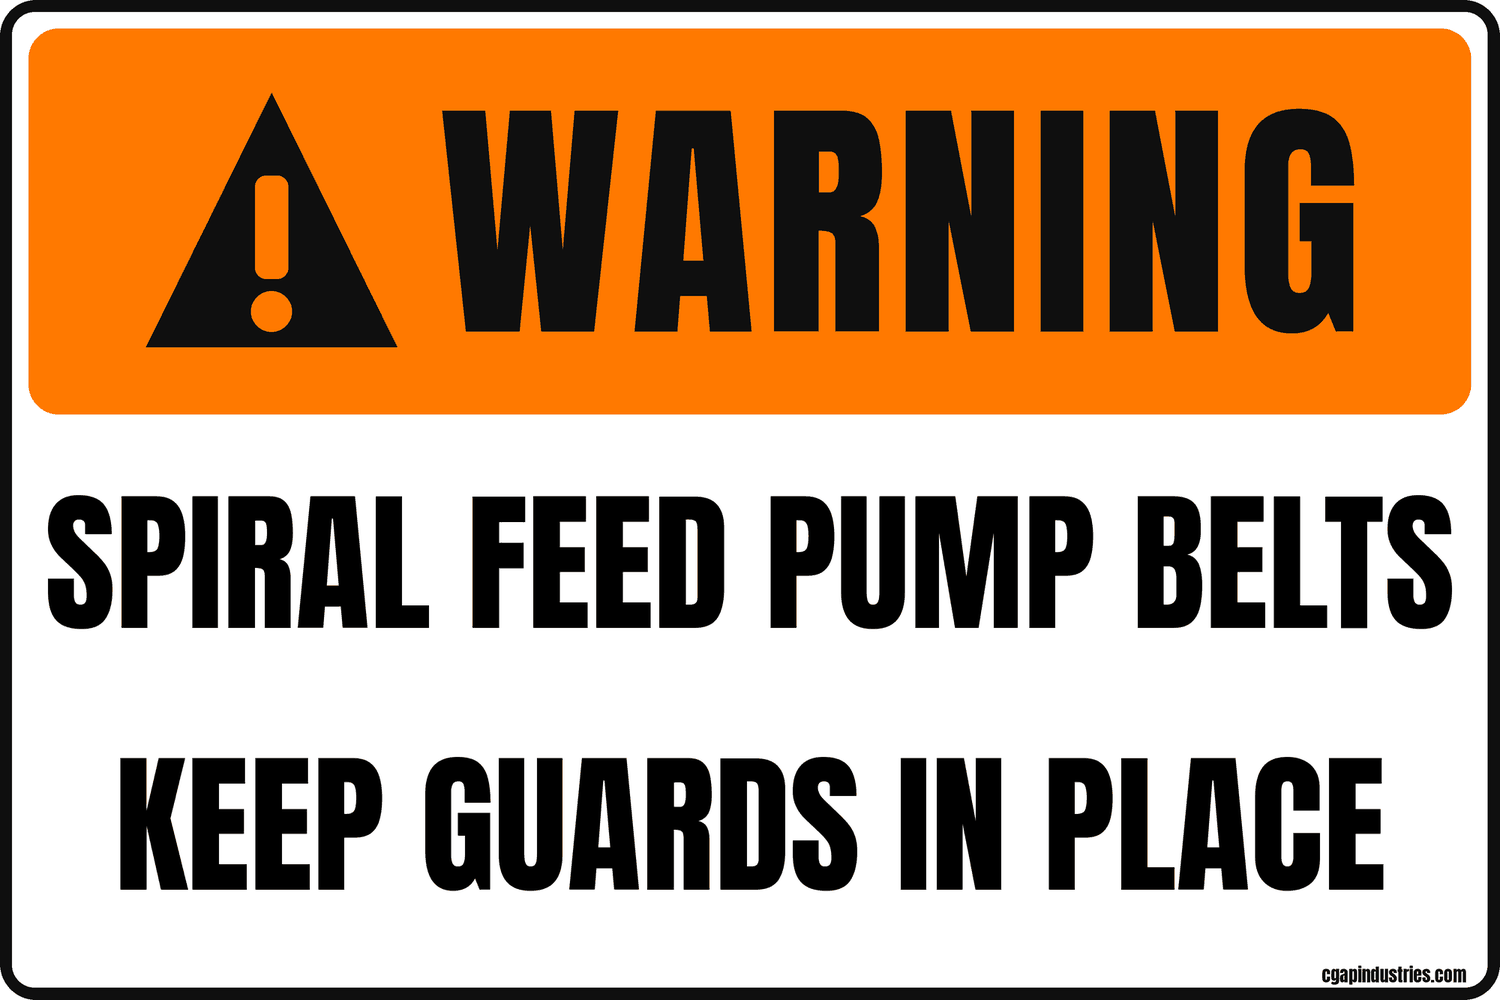 WARNING
SPIRAL FEED PUMP BELTS
KEEP GUARDS IN PLACE
cgapindustries.com